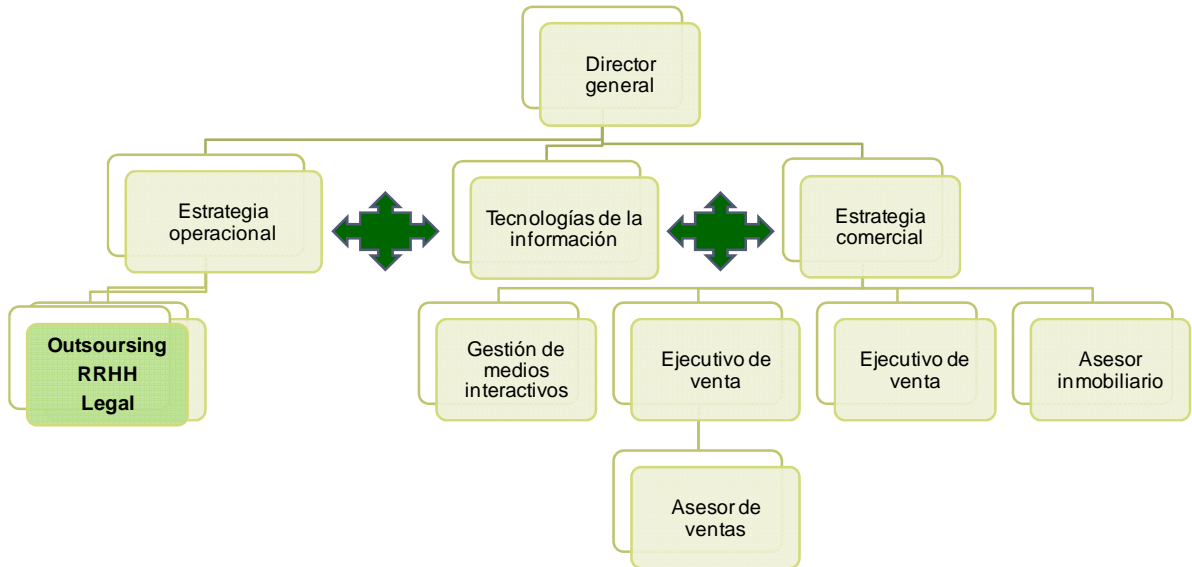 Director
general
Estrategia
operacional
Tecnologías de la
información
Estrategia
comercial
Outsoursing
RRHH
Legal
Gestión de
medios
interactivos
Ejecutivo de
venta
Ejecutivo de
venta
Asesor
inmobiliario
Asesor de
ventas